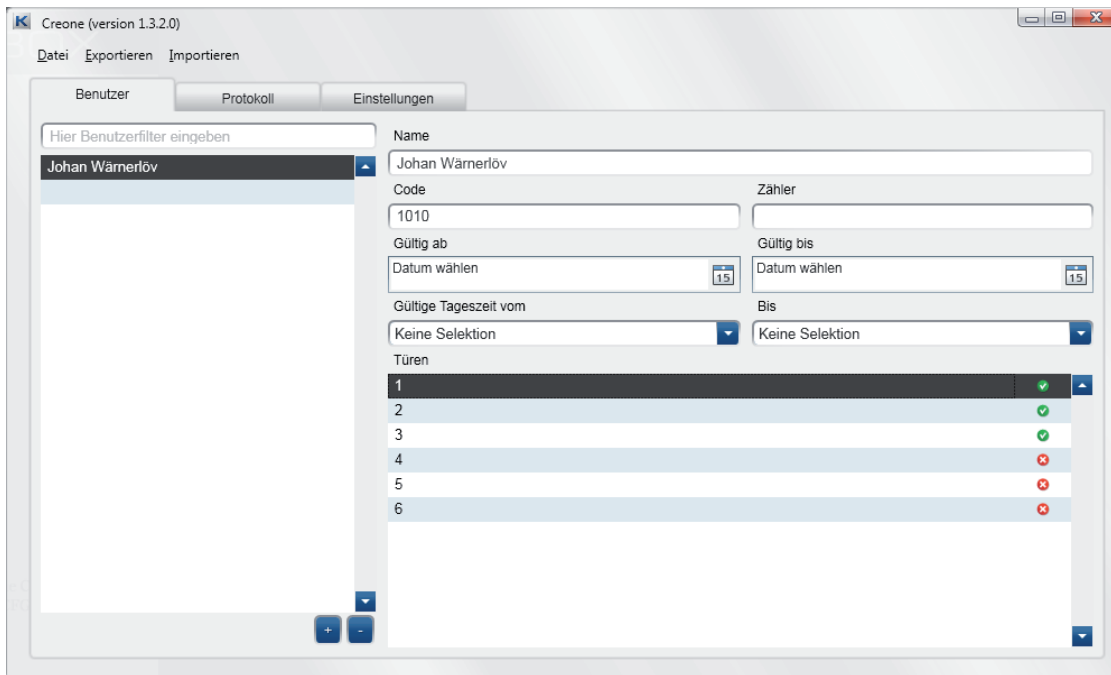 Creone (version 1.3.2.0)
Datei Exportieren Importieren
Benutzer Protokoll Einstellungen
Hier Benutzerfilter eingeben
Johan Wärnerlöv
+ -
Name
Johan Wärnerlöv
Code Zähler
1010
Gültig ab Gültig bis
Datum wählen 15 Datum wählen 15
Gültige Tageszeit vom Bis
Keine Selektion Keine Selektion
Türen
1
2
3
4
5
6